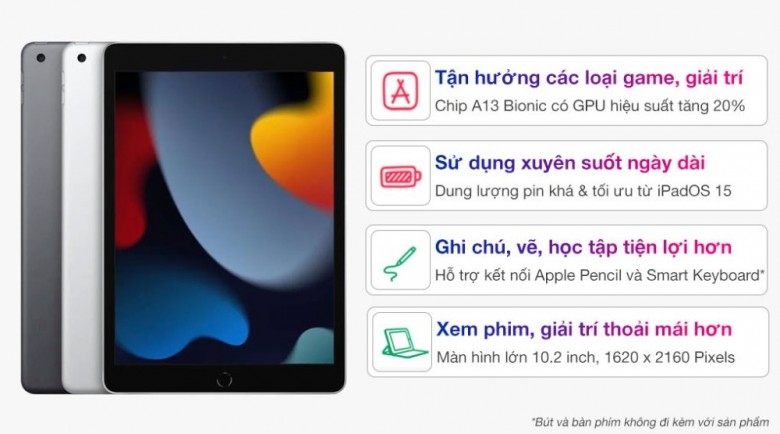 Tận hưởng các loại game, giải trí
Chip A13 Bionic có GPU hiệu suất tăng 20%
Sử dụng xuyên suốt ngày dài
Dung lượng pin khá & tối ưu từ iPadOS 15
Ghi chú, vẽ, học tập tiện lợi hơn
Hỗ trợ kết nối Apple Pencil và Smart Keyboard*
Xem phim, giải trí thoải mái hơn
Màn hình lớn 10.2 inch, 1620 x 2160 Pixels
*Bút và bàn phím không đi kèm với sản phẩm